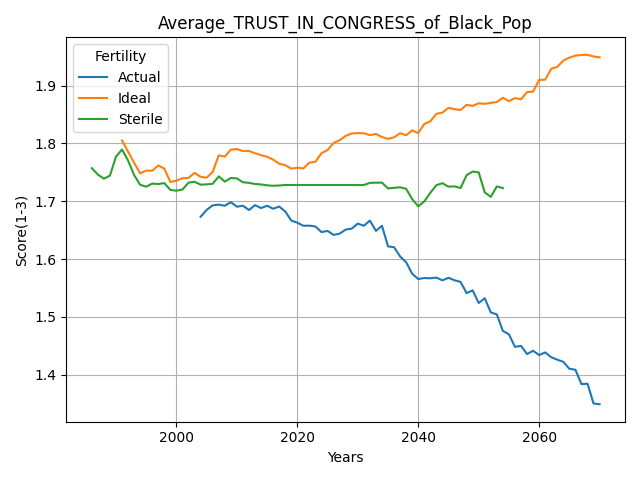 Average_TRUST_IN_CONGRESS_of_Black_Pop
Fertility
Actual
Ideal
Sterile
Score(1-3)
1.9
1.8
1.7
1.6
1.5
1.4
2000 2020 2040 2060
Years